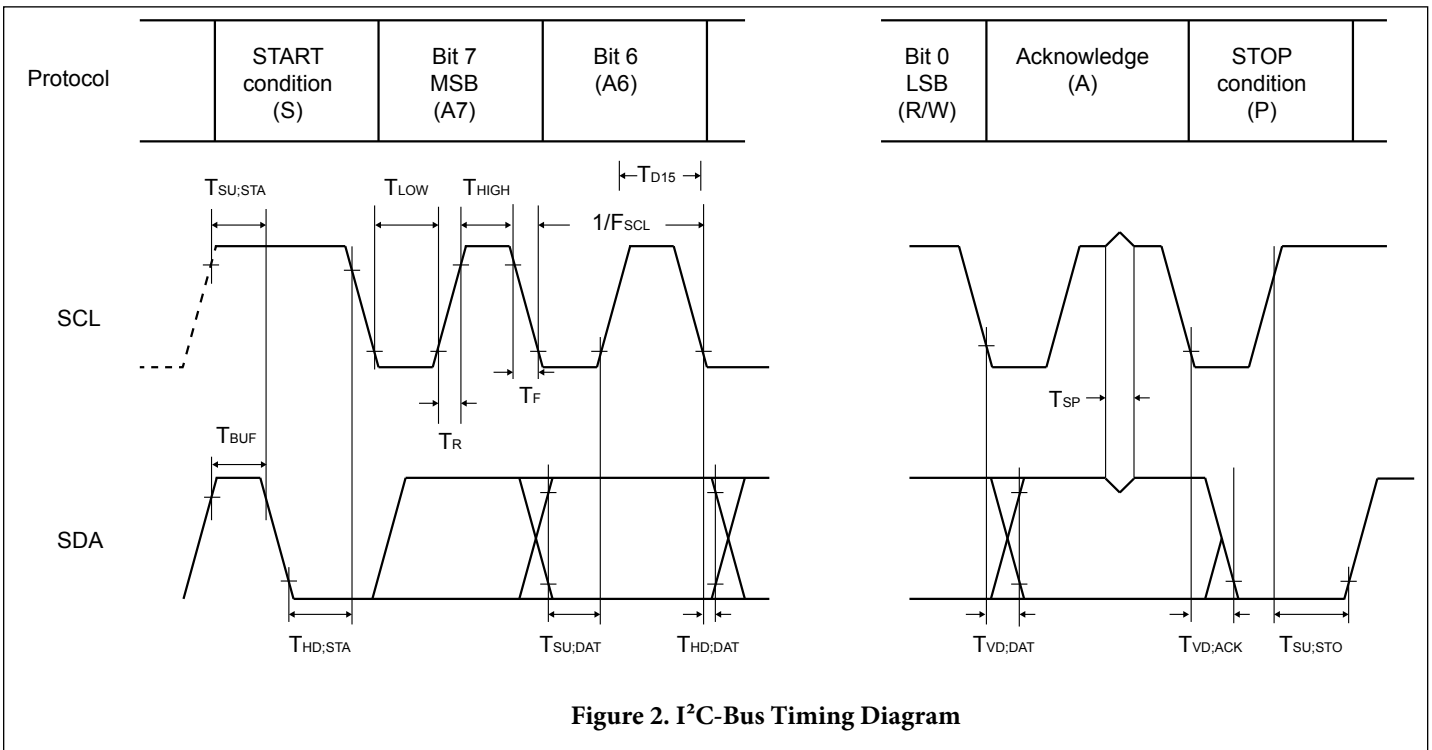 Protocol
START
condition
(S)
Bit 7
MSB
(A7)
Bit 6
(A6)
Bit 0
LSB
(R/W)
Acknowledge
(A)
STOP
condition
(P)
TSU;STA
TLOW
THIGH
TD15
1/FSCL
SCL
TF
TR
TSP
TBUF
SDA
THD;STA
TSU;DAT
THD;DAT
TVD;DAT
TVD;ACK
TSU;STO
Figure 2. I²C-Bus Timing Diagram